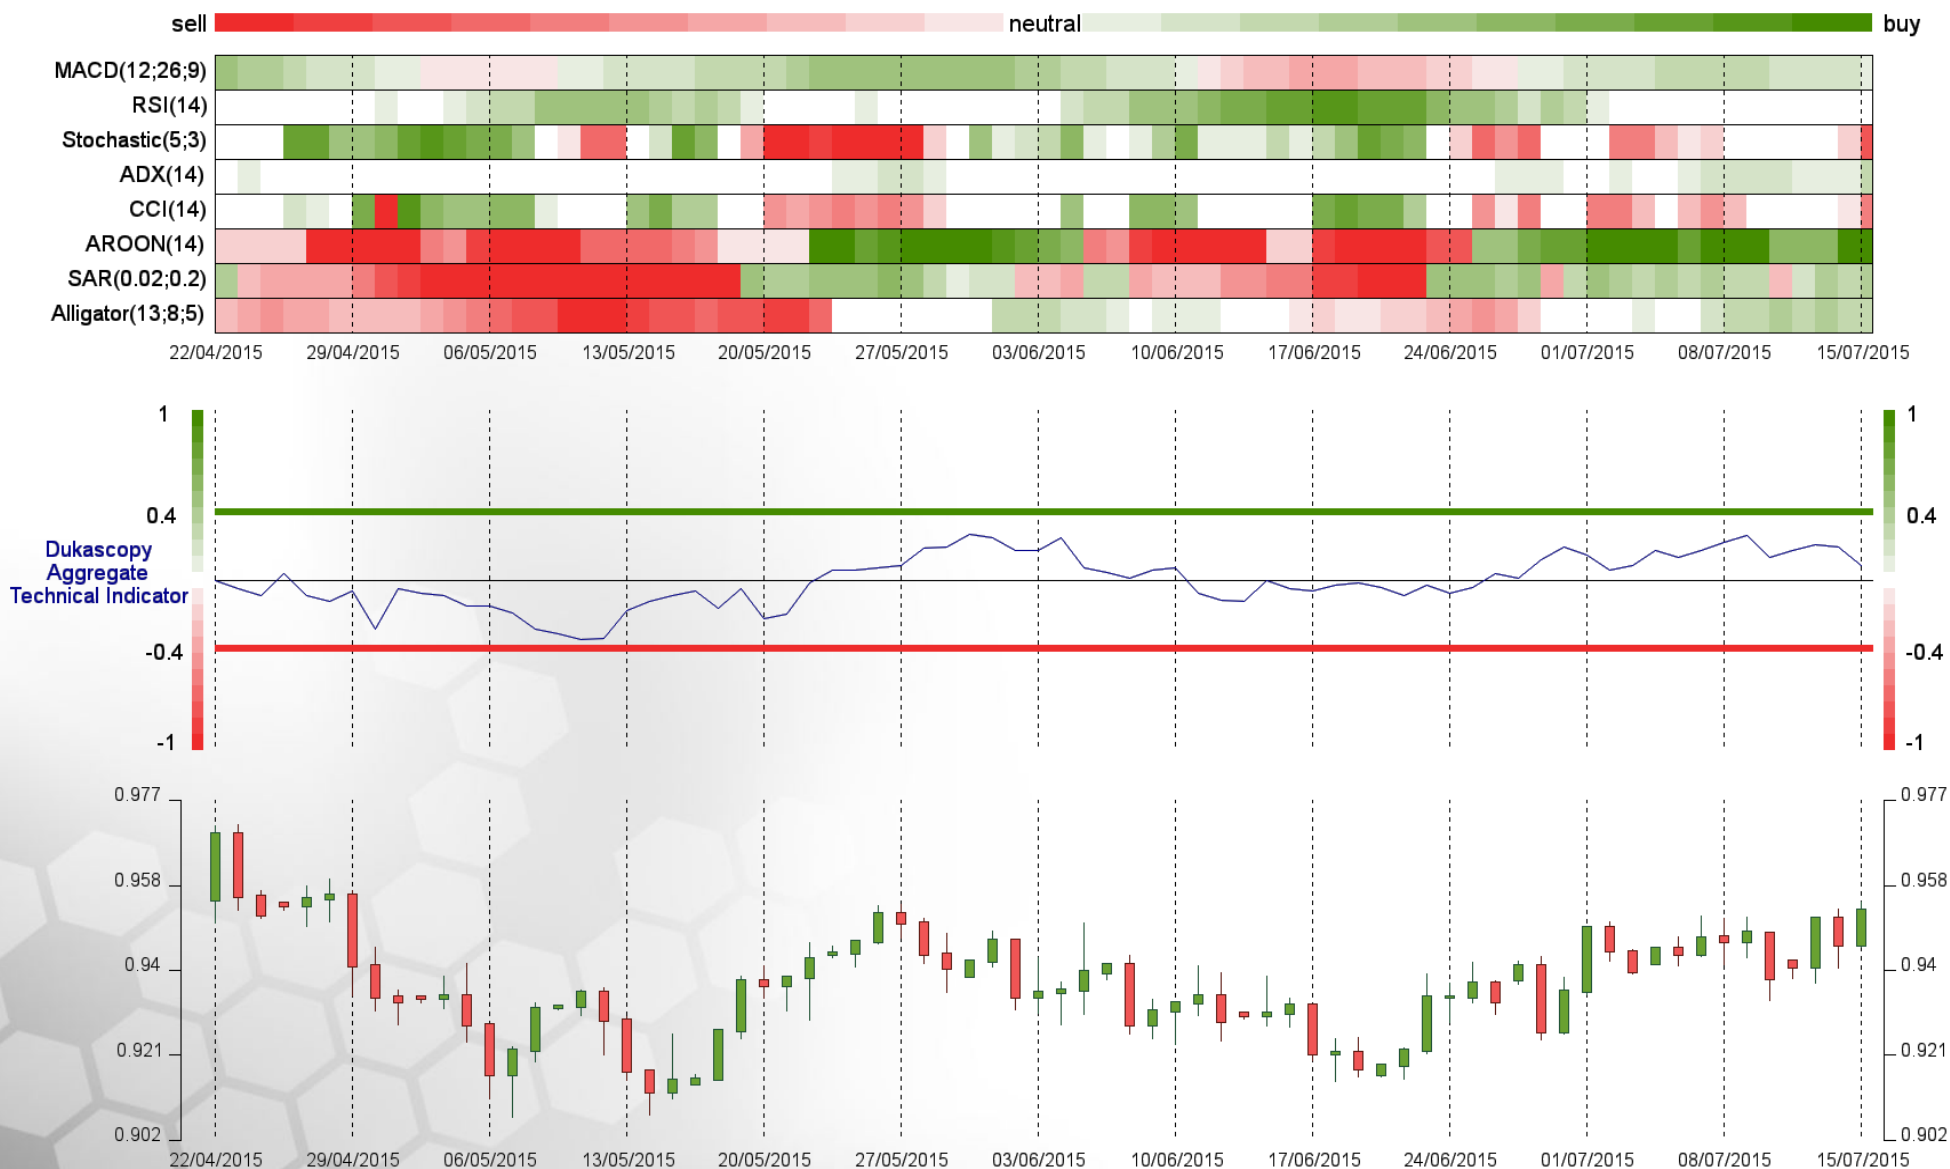 sell neutral buy
MACD(12;26;9)
RSI(14)
Stochastic(5;3)
ADX(14)
CCI(14)
AROON(14)
SAR(0.02;0.2)
Alligator(13;8;5)
22/04/2015 29/04/2015 06/05/2015 13/05/2015 20/05/2015 27/05/2015 03/06/2015 10/06/2015 17/06/2015 24/06/2015 01/07/2015 08/07/2015 15/07/2015
1 1
0.4 0.4
Dukascopy
Aggregate
Technical Indicator
-0.4 -0.4
-1 -1
0.977 0.977
0.958 0.958
0.94 0.94
0.921 0.921
0.902 0.902
22/04/2015 29/04/2015 06/05/2015 13/05/2015 20/05/2015 27/05/2015 03/06/2015 10/06/2015 17/06/2015 24/06/2015 01/07/2015 08/07/2015 15/07/2015